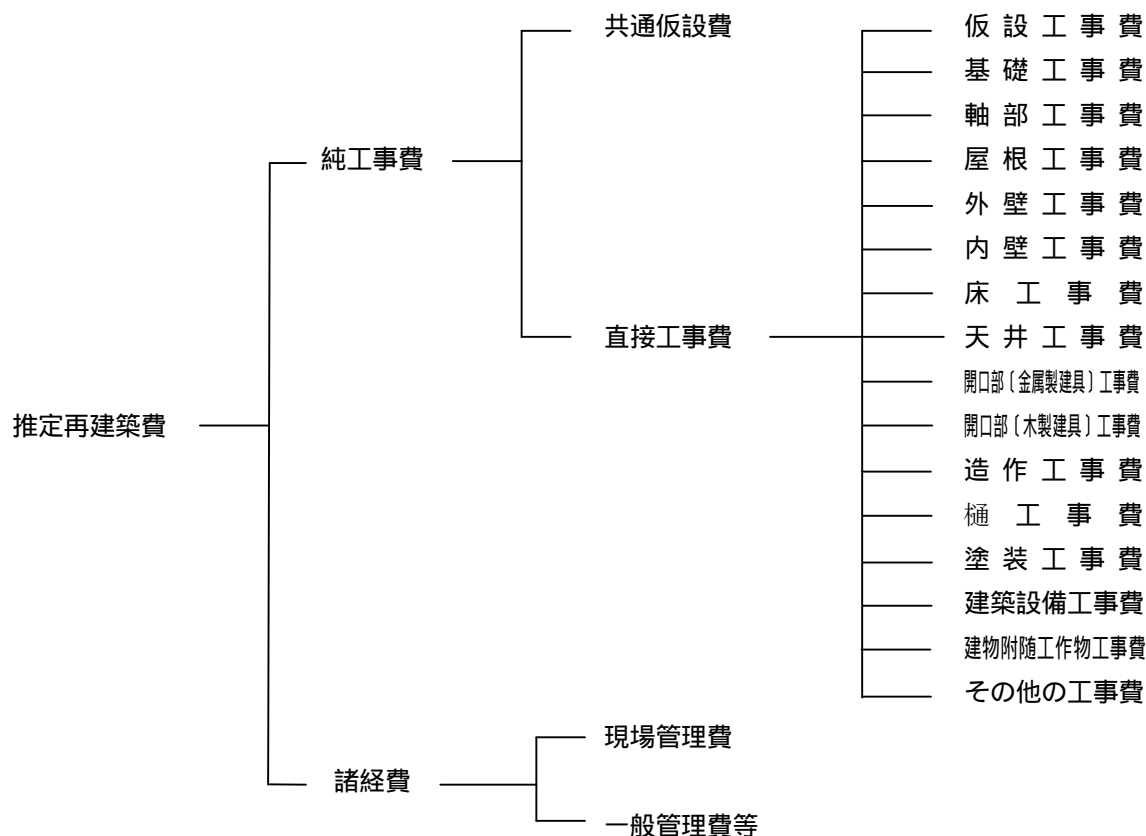 共通仮設費
仮設工事費
基礎工事費
軸部工事費
純工事費
屋根工事費
外壁工事費
内壁工事費
床工事費
直接工事費
天井工事費
開口部〔金属製建具〕工事費
推定再建築費
開口部〔木製建具〕工事費
造作工事費
樋工事費
塗装工事費
建築設備工事費
建物附随工作物工事費
その他の工事費
現場管理費
諸経費
一般管理費等